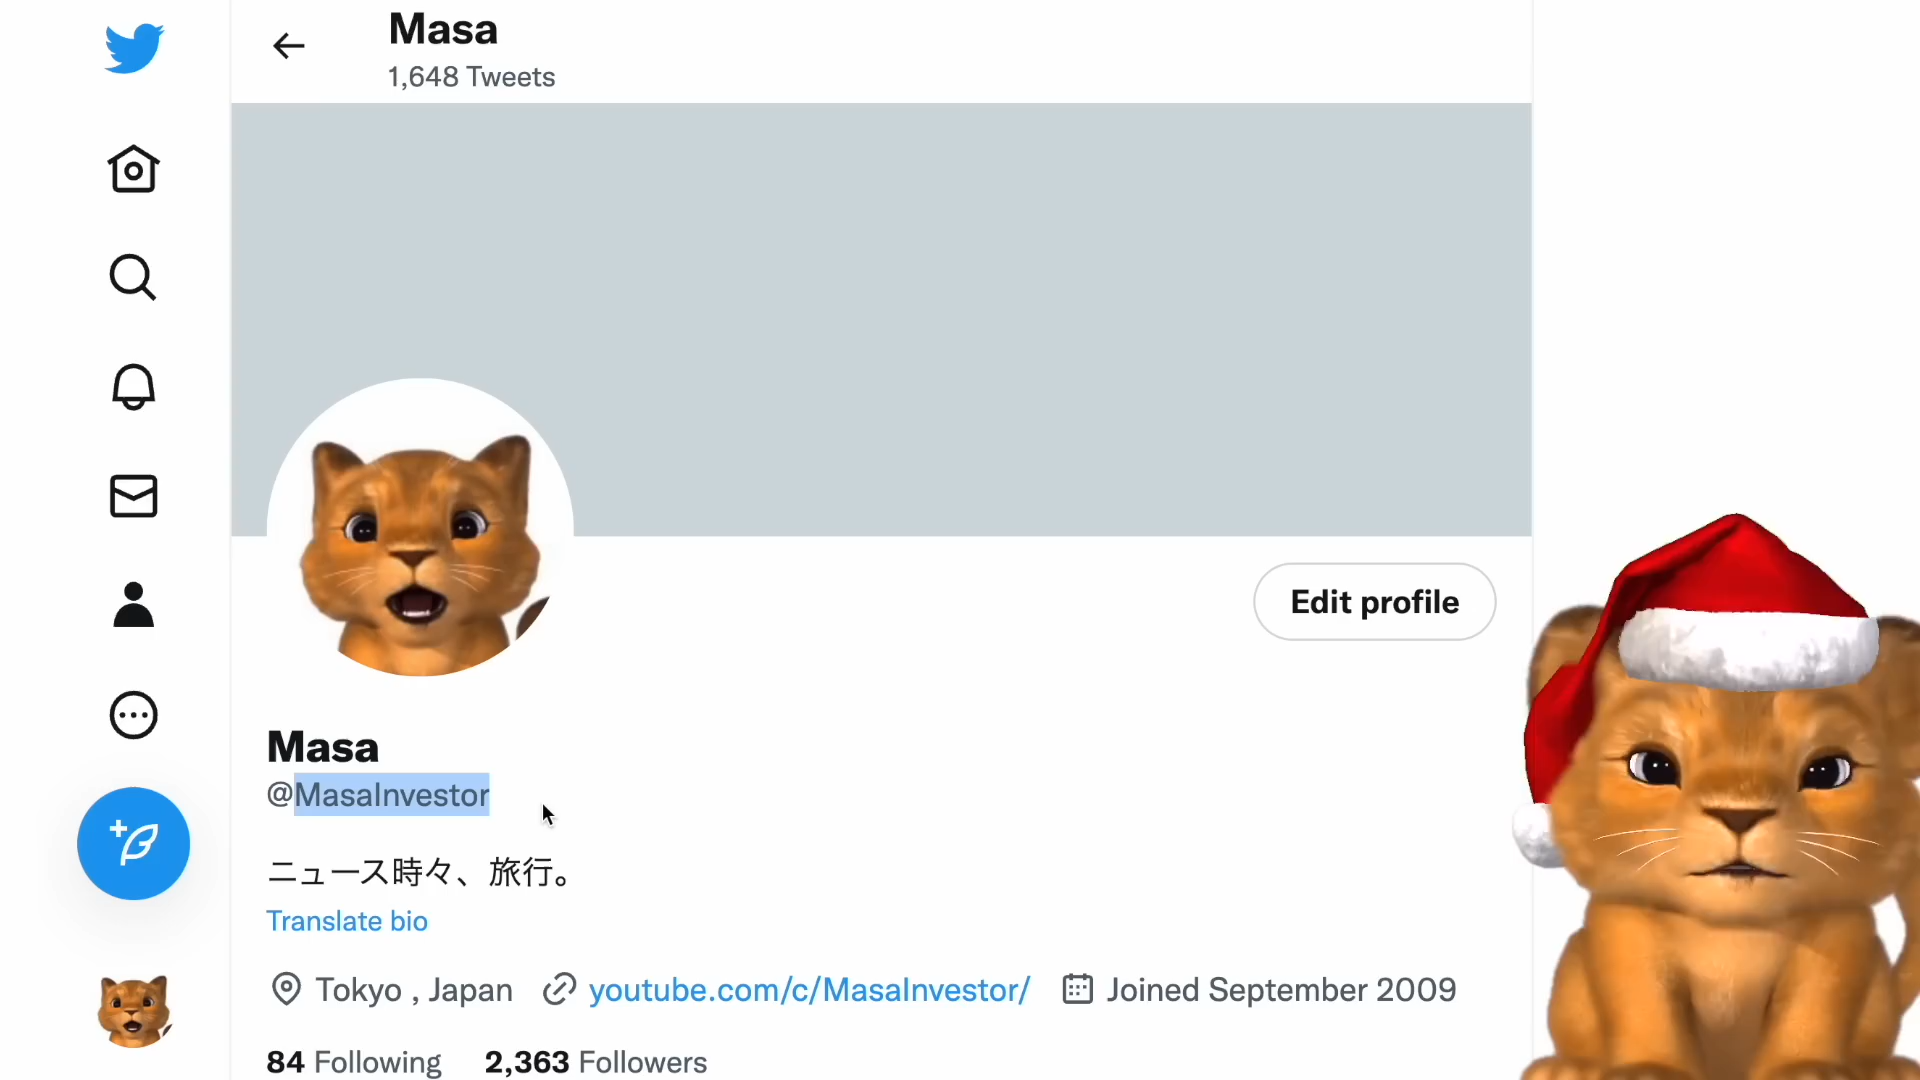 Masa
1,648 Tweets
Edit profile
Masa
@MasaInvestor
ニュース時々、旅行。
Translate bio
Tokyo , Japan youtube.com/c/MasaInvestor/ Joined September 2009
84 Following 2,363 Followers